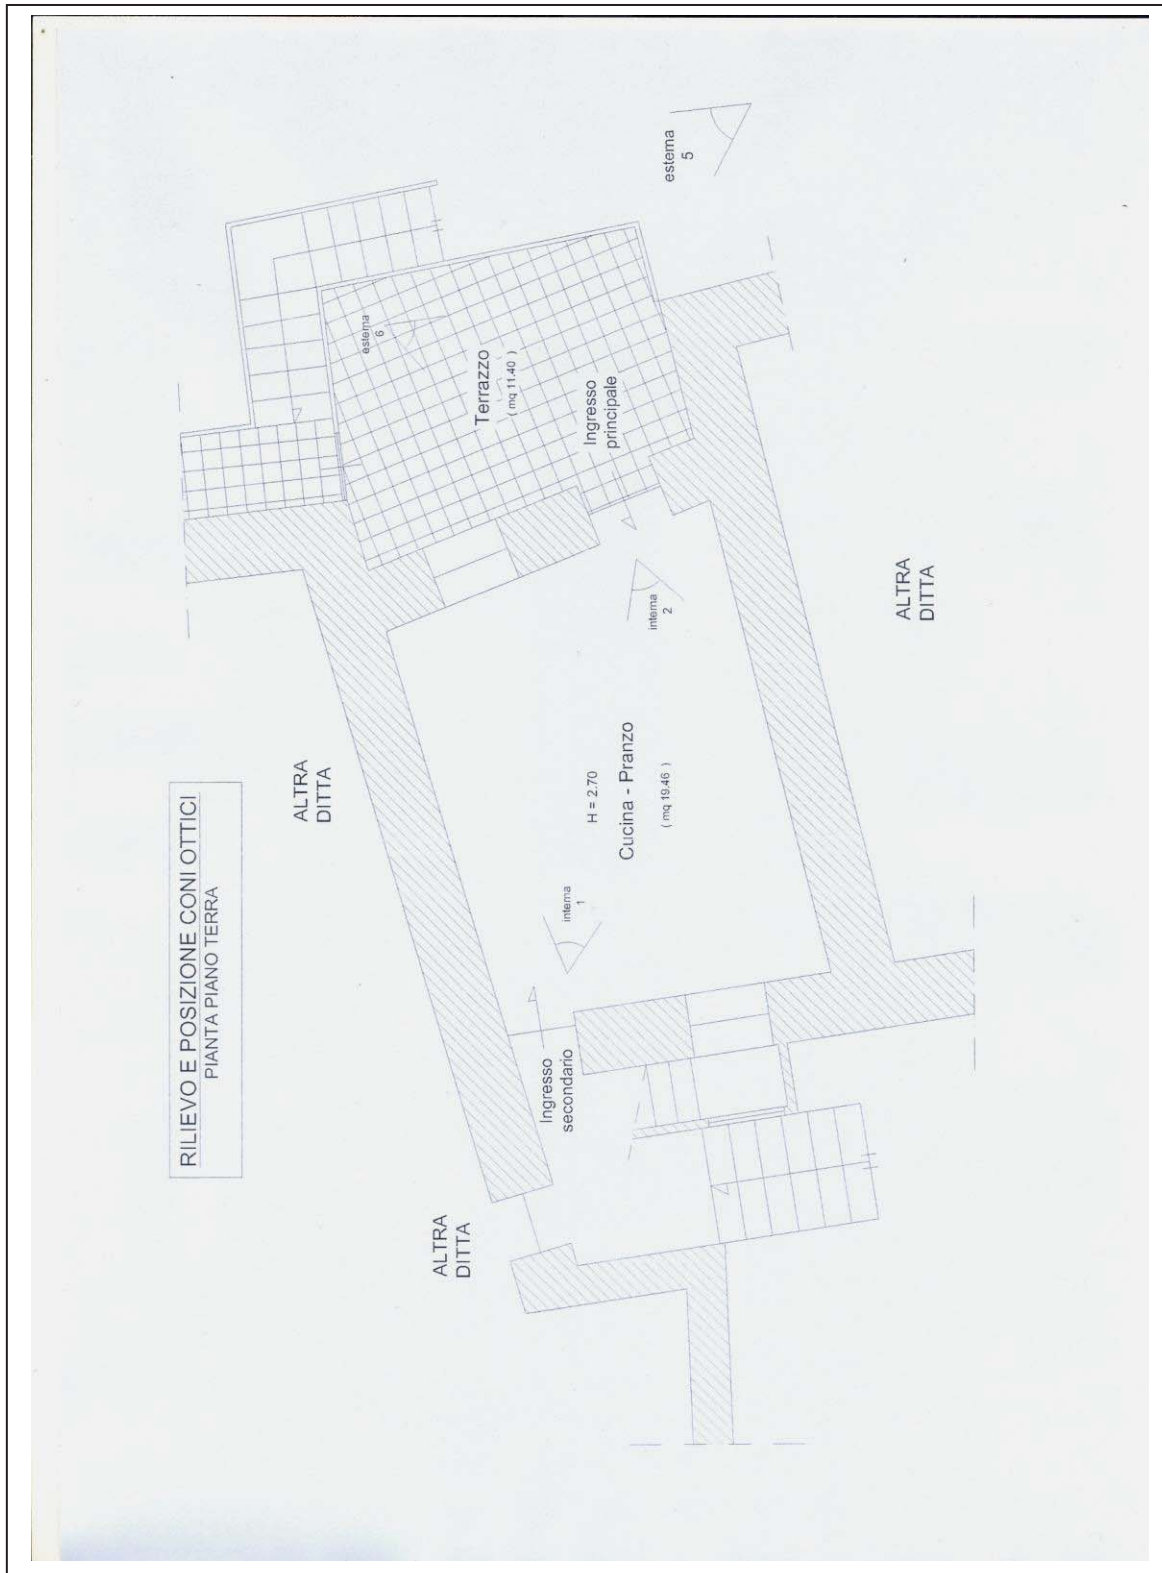 RILIEVO E POSIZIONE CONI OTTICI
PIANTA PIANO TERRA
ALTRA
DITTA
esterna
6
ALTRA
DITTA
Terrazzo
( mq 11.40 )
Ingresso
secondario
interna
1
Ingresso
principale
H = 2.70
Cucina - Pranzo
( mq 19.46 )
interna
2
esterna
5
ALTRA
DITTA